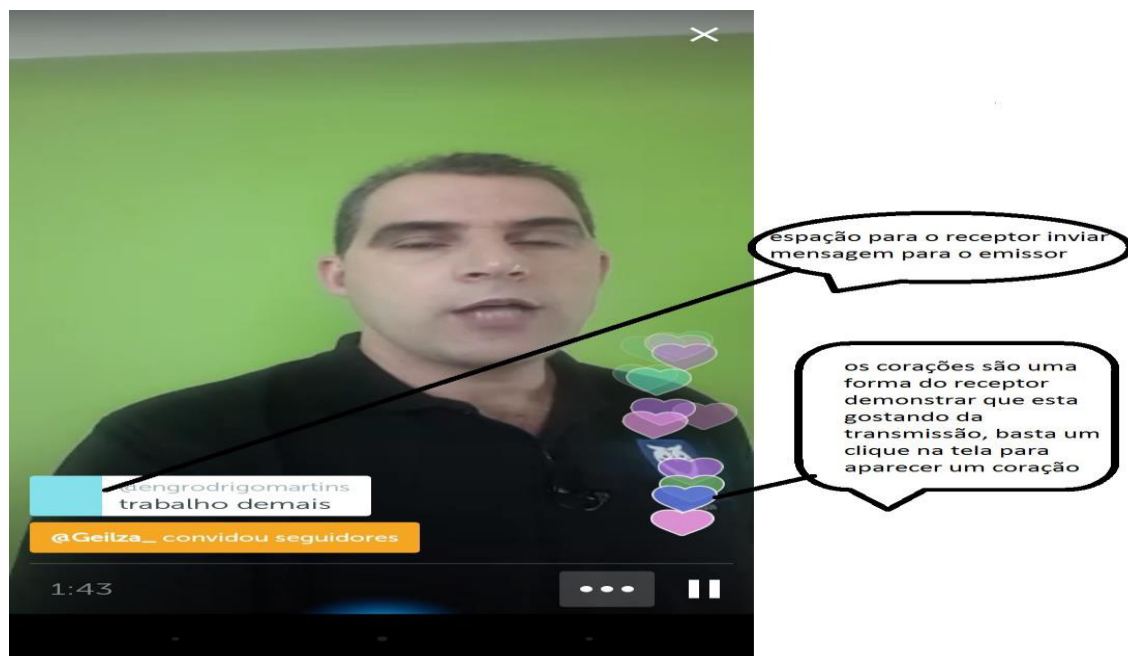 espação para o receptor inviar
mensagem para o emissor
os corações são uma
forma do receptor
demonstrar que esta
gostando da
transmissão, basta um
clique na tela para
aparecer um coração
@engrodrigomartins
trabalho demais
@Geilza_ convidou seguidores
1:43